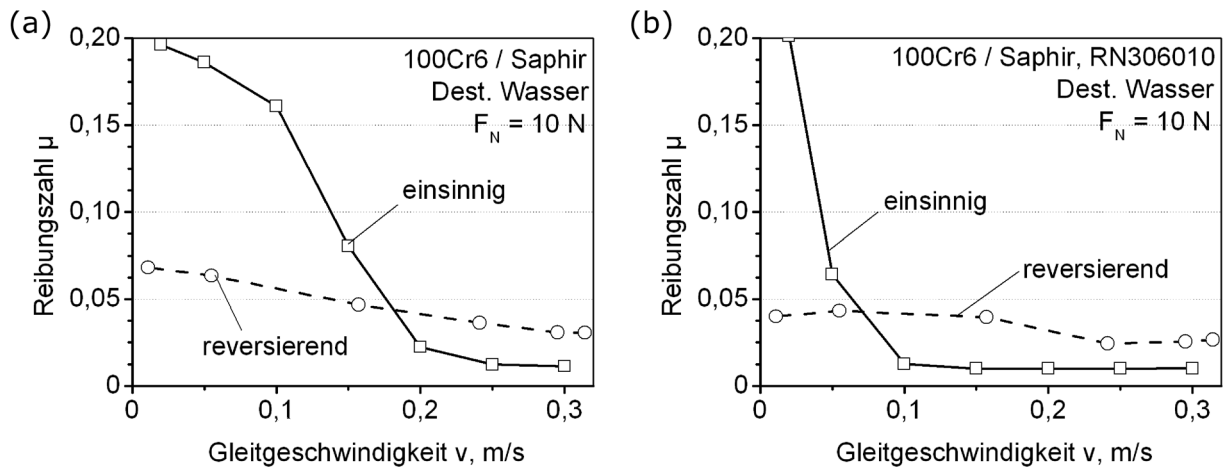 (a)
0,20
0,15
0,10
0,05
0
Reibungszahl µ
100Cr6 / Saphir
Dest. Wasser
F_N = 10 N
einsinnig
reversierend
0
0,1
0,2
0,3
Gleitgeschwindigkeit v, m/s
(b)
0,20
0,15
0,10
0,05
0
Reibungszahl µ
100Cr6 / Saphir, RN306010
Dest. Wasser
F_N = 10 N
einsinnig
reversierend
0
0,1
0,2
0,3
Gleitgeschwindigkeit v, m/s